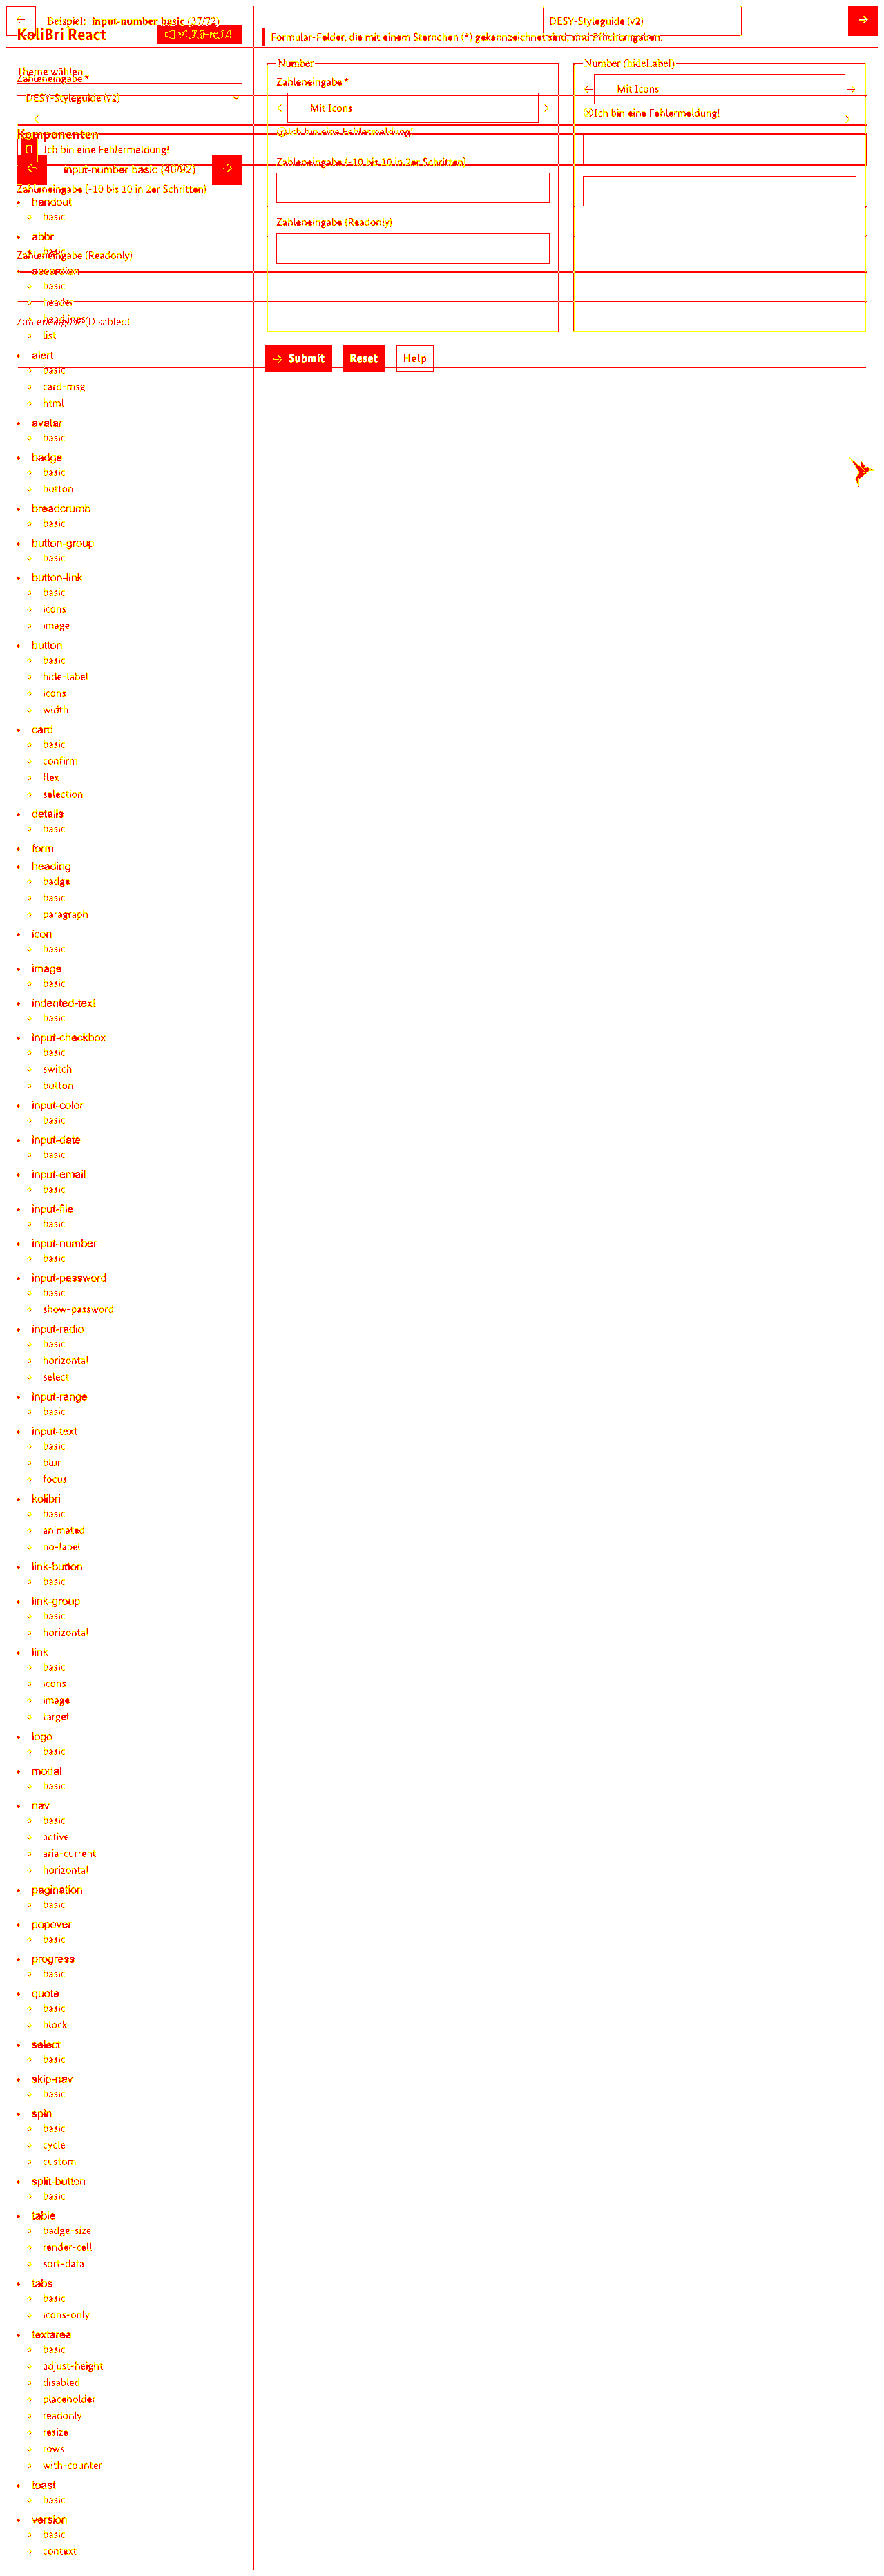 ← Beispiel: input-number basic (37/72)
DESY-Styleguide (v2)
→
KoliBri React
Formular-Felder, die mit einem Sternchen (*) gekennzeichnet sind, sind Pflichtangaben.
Theme wählen
Zahleneingabe *
DESY-Styleguide (v2)
Komponenten
Ich bin eine Fehlermeldung!
← input-number basic (40/92) →
Zahleneingabe (-10 bis 10 in 2er Schritten)
Zahleneingabe (Readonly)
Zahleneingabe (Disabled)
Number
Zahleneingabe *
← Mit Icons →
Ich bin eine Fehlermeldung!
Zahleneingabe (-10 bis 10 in 2er Schritten)
Zahleneingabe (Readonly)
Number (hideLabel)
← Mit Icons →
Ich bin eine Fehlermeldung!
→ Submit
Reset
Help
handout
basic
abbr
basic
accordion
basic
header
headlines
list
alert
basic
card-msg
html
avatar
basic
badge
basic
button
breadcrumb
basic
button-group
basic
button-link
basic
icons
image
button
basic
hide-label
icons
width
card
basic
confirm
flex
selection
details
basic
form
heading
badge
basic
paragraph
icon
basic
image
basic
indented-text
basic
input-checkbox
basic
switch
button
input-color
basic
input-date
basic
input-email
basic
input-file
basic
input-number
basic
input-password
basic
show-password
input-radio
basic
horizontal
select
input-range
basic
input-text
basic
blur
focus
kolibri
basic
animated
no-label
link-button
basic
link-group
basic
horizontal
link
basic
icons
image
target
logo
basic
modal
basic
nav
basic
active
aria-current
horizontal
pagination
basic
popover
basic
progress
basic
quote
basic
block
select
basic
skip-nav
basic
spin
basic
cycle
custom
split-button
basic
table
badge-size
render-cell
sort-data
tabs
basic
icons-only
textarea
basic
adjust-height
disabled
placeholder
readonly
resize
rows
with-counter
toast
basic
version
basic
context